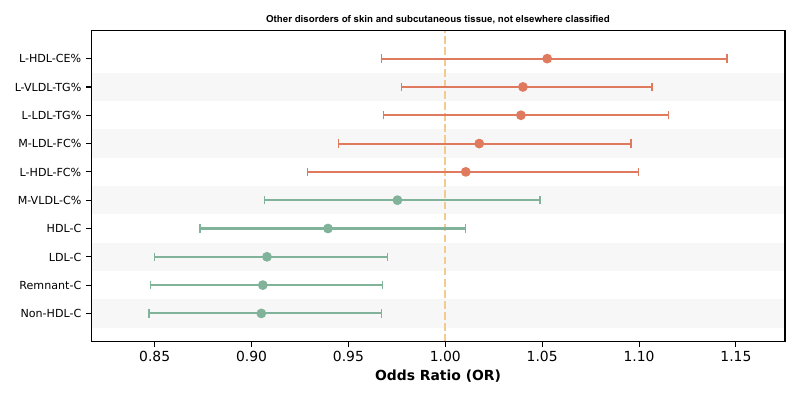 Other disorders of skin and subcutaneous tissue, not elsewhere classified
L-HDL-CE%
L-VLDL-TG%
L-LDL-TG%
M-LDL-FC%
L-HDL-FC%
M-VLDL-C%
HDL-C
LDL-C
Remnant-C
Non-HDL-C
0.85 0.90 0.95 1.00 1.05 1.10 1.15
Odds Ratio (OR)